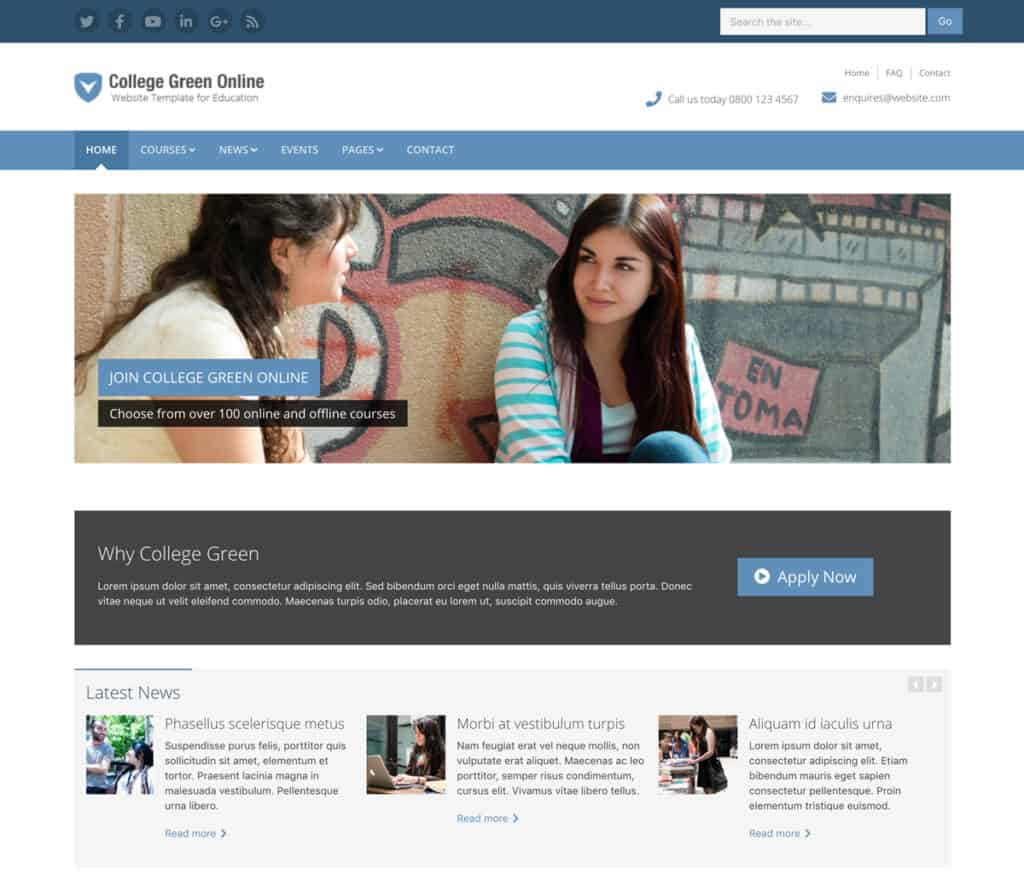 Search the site...
Go
College Green Online
Website Template for Education
Home
FAQ
Contact
Call us today 0800 123 4567
enquires@website.com
HOME
COURSES
NEWS
EVENTS
PAGES
CONTACT
EN
TOMA
JOIN COLLEGE GREEN ONLINE
Choose from over 100 online and offline courses
Why College Green
Lorem ipsum dolor sit amet, consectetur adipiscing elit. Sed bibendum orci eget nulla mattis, quis viverra tellus porta. Donec
vitae neque ut velit eleifend commodo. Maecenas turpis odio, placerat eu lorem ut, suscipit commodo augue.
Apply Now
Latest News
Phasellus scelerisque metus
Suspendisse purus felis, porttitor quis
sollicitudin sit amet, elementum et
tortor. Praesent lacinia magna in
malesuada vestibulum. Pellentesque
urna libero.
Read more
Morbi at vestibulum turpis
Nam feugiat erat vel neque mollis, non
vulputate erat aliquet. Maecenas ac leo
porttitor, semper risus condimentum,
cursus elit. Vivamus vitae libero tellus.
Read more
Aliquam id iaculis urna
Lorem ipsum dolor sit amet,
consectetur adipiscing elit. Etiam
bibendum mauris eget sapien
consectetur pellentesque. Proin
elementum tristique euismod.
Read more